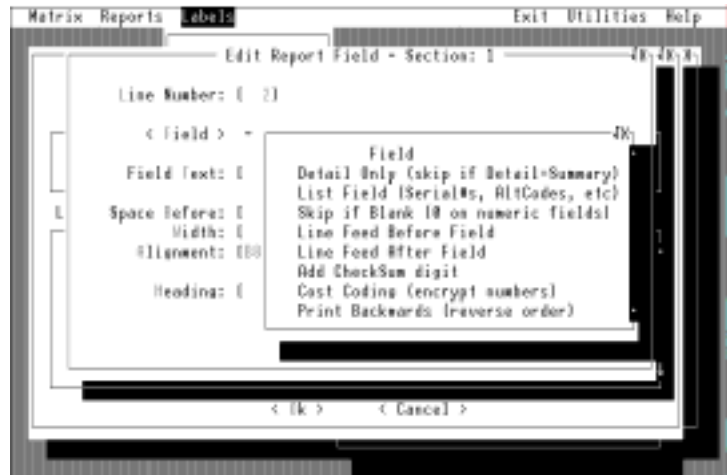 Matrix Reports Labels Exit Utilities Help
Edit Report Field - Section: 1
Line Number: [ 2]
< Field >
Field Text: [
Space Before: [
Width: [
Alignment: [
Heading: [
Field
Detail Only (skip if Detail=Summary)
List Field (Serial#s, AltCodes, etc)
Skip if Blank (0 on numeric fields)
Line Feed Before Field
Line Feed After Field
Add CheckSum digit
Cost Coding (encrypt numbers)
Print Backwards (reverse order)
< Ok > < Cancel >